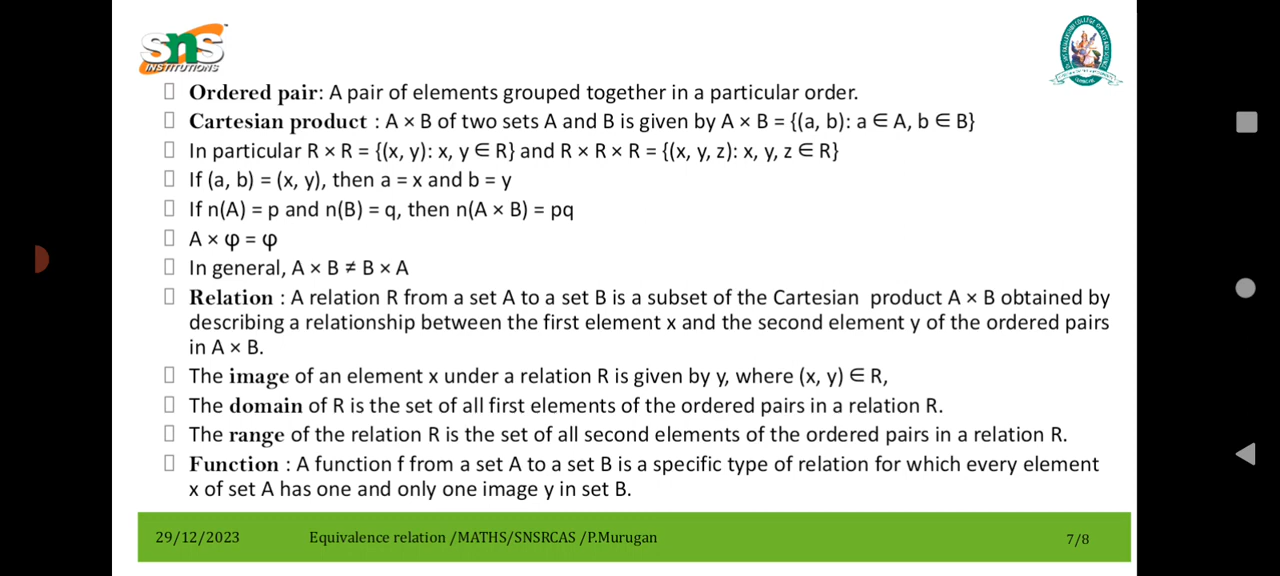 SNS
INSTITUTIONS
Ordered pair: A pair of elements grouped together in a particular order.
Cartesian product : A × B of two sets A and B is given by A × B = {(a, b): a ∈ A, b ∈ B}
In particular R × R = {(x, y): x, y ∈ R} and R × R × R = {(x, y, z): x, y, z ∈ R}
If (a, b) = (x, y), then a = x and b = y
If n(A) = p and n(B) = q, then n(A × B) = pq
A × φ = φ
In general, A × B ≠ B × A
Relation : A relation R from a set A to a set B is a subset of the Cartesian product A × B obtained by
describing a relationship between the first element x and the second element y of the ordered pairs
in A × B.
The image of an element x under a relation R is given by y, where (x, y) ∈ R,
The domain of R is the set of all first elements of the ordered pairs in a relation R.
The range of the relation R is the set of all second elements of the ordered pairs in a relation R.
Function : A function f from a set A to a set B is a specific type of relation for which every element
x of set A has one and only one image y in set B.
29/12/2023 Equivalence relation /MATHS/SNSRCAS /P.Murugan 7/8